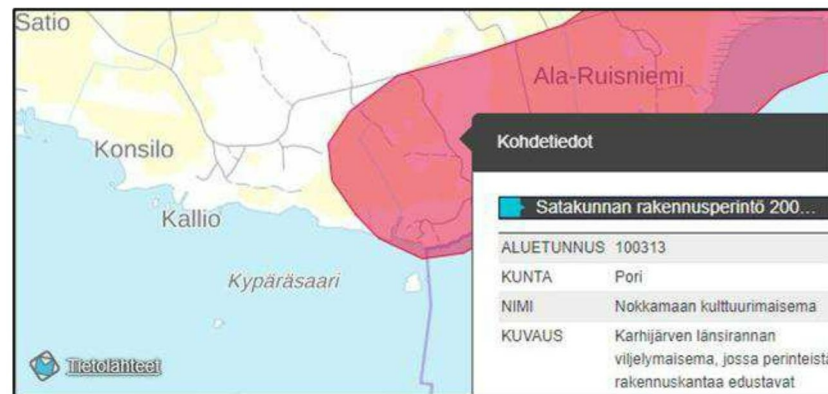 Satio
Ala-Ruisniemi
Konsilo
Kohdetiedot
Kallio
Satakunnan rakennusperintö 200...
ALUETUNNUS 100313
Kypäräsaari
KUNTA Pori
NIMI Nokkamaan kulttuurimaisema
KUVAUS Karhijärven länsirannan
viljelymaisema, jossa perinteistä
rakennuskantaa edustavat
Tietolähteet